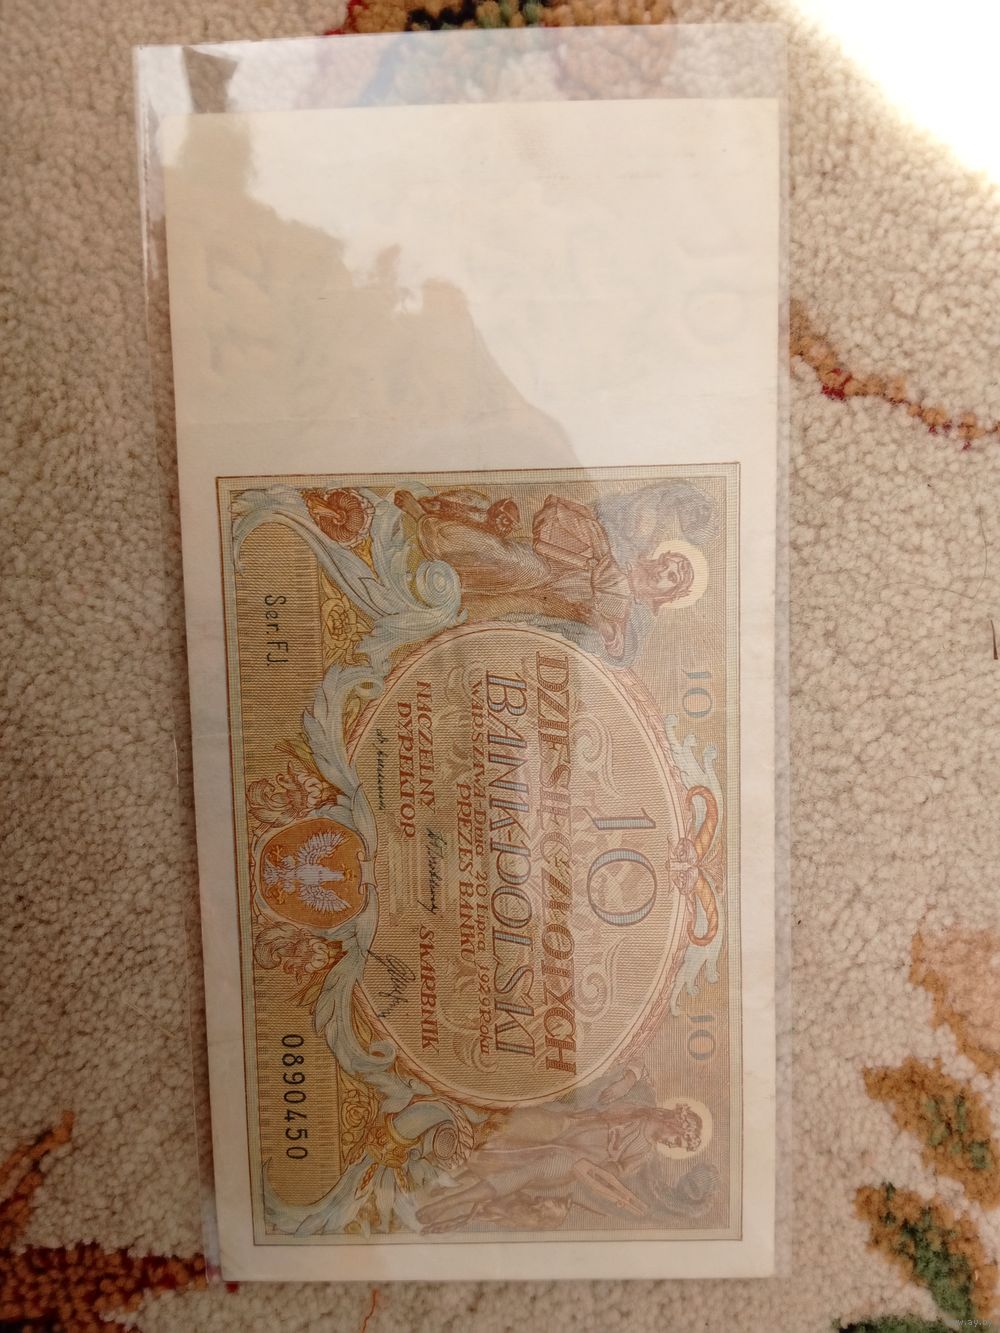 10 10
10
DZIESIĘĆ ZŁOTYCH
BANK POLSKI
WARSZAWA Dnia 20 Lipca 1929 Roku
PREZES BANKU
NACZELNY DYREKTOR
SKARBNIK
Ser.FJ.
0890450